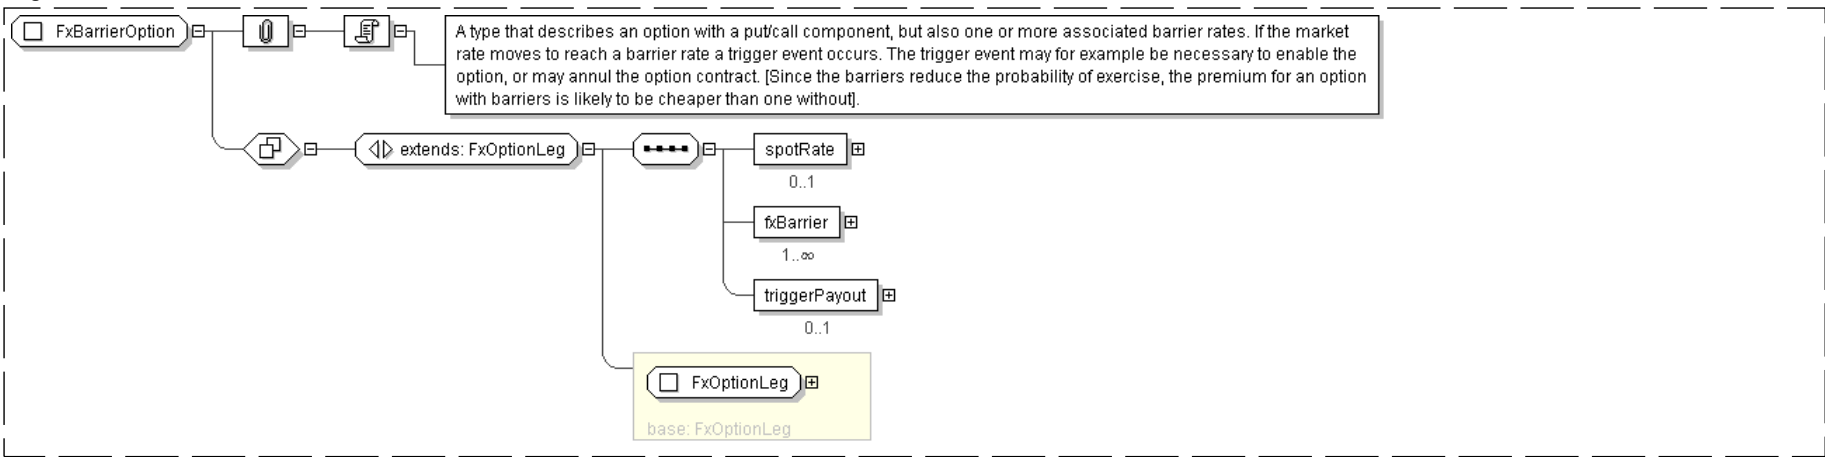 FxBarrierOption
A type that describes an option with a put/call component, but also one or more associated barrier rates. If the market
rate moves to reach a barrier rate a trigger event occurs. The trigger event may for example be necessary to enable the
option, or may annul the option contract. [Since the barriers reduce the probability of exercise, the premium for an option
with barriers is likely to be cheaper than one without].
extends: FxOptionLeg
spotRate
0..1
fxBarrier
1..∞
triggerPayout
0..1
FxOptionLeg
base: FxOptionLeg